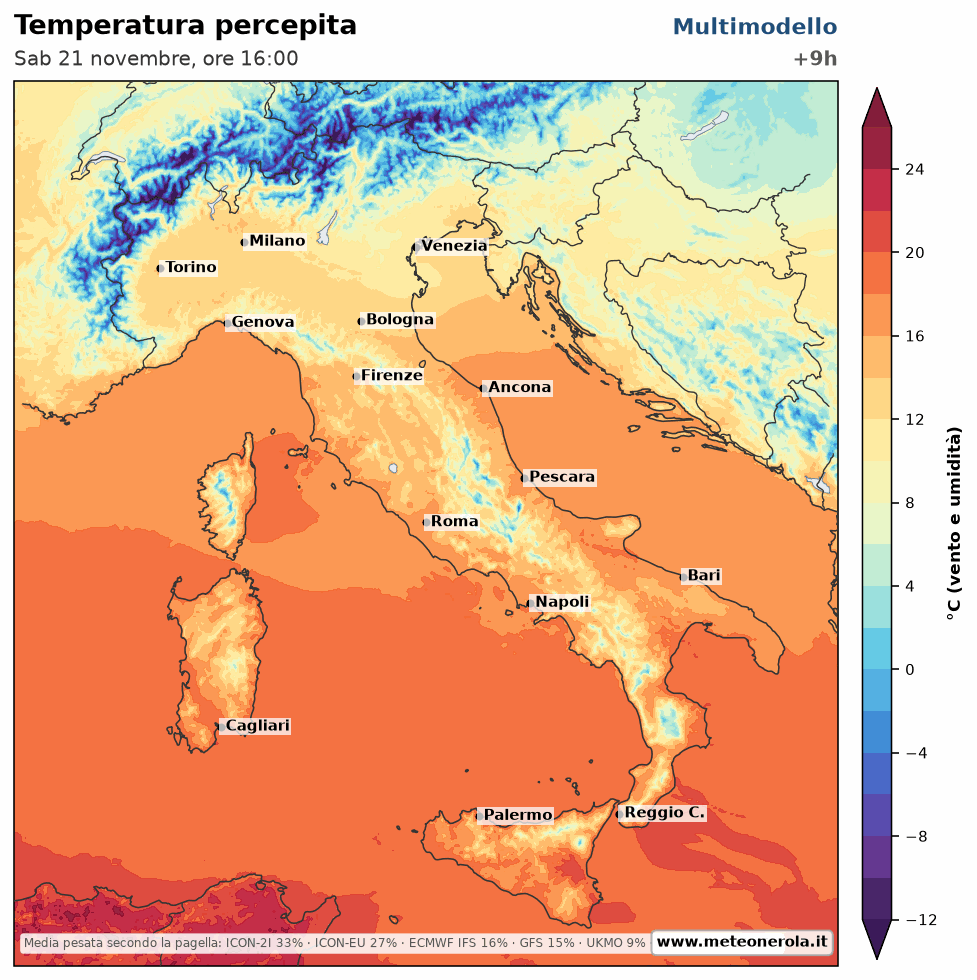 Temperatura percepita
Multimodello
Sab 21 novembre, ore 16:00
+9h
Milano
Venezia
Torino
Genova
Bologna
Firenze
Ancona
Pescara
Roma
Bari
Napoli
Cagliari
Palermo
Reggio C.
24
20
16
12
8
4
0
−4
−8
−12
°C (vento e umidità)
Media pesata secondo la pagella: ICON-2I 33% · ICON-EU 27% · ECMWF IFS 16% · GFS 15% · UKMO 9%
www.meteonerola.it